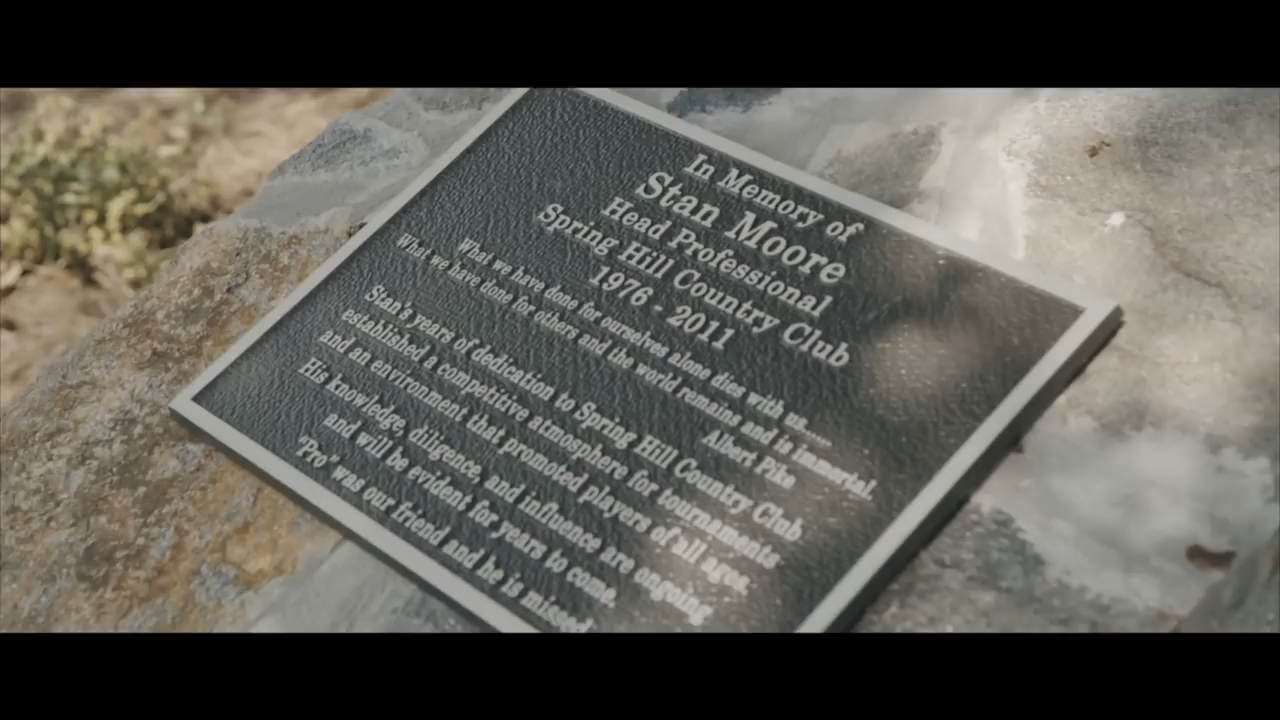 In Memory of
Stan Moore
Head Professional
Spring Hill Country Club
1976 - 2011
What we have done for ourselves alone dies with us.....
What we have done for others and the world remains and is immortal.
Albert Pike
Stan's years of dedication to Spring Hill Country Club
established a competitive atmosphere for tournaments
and an environment that promoted players of all ages.
His knowledge, diligence, and influence are ongoing
and will be evident for years to come.
"Pro" was our friend and he is missed